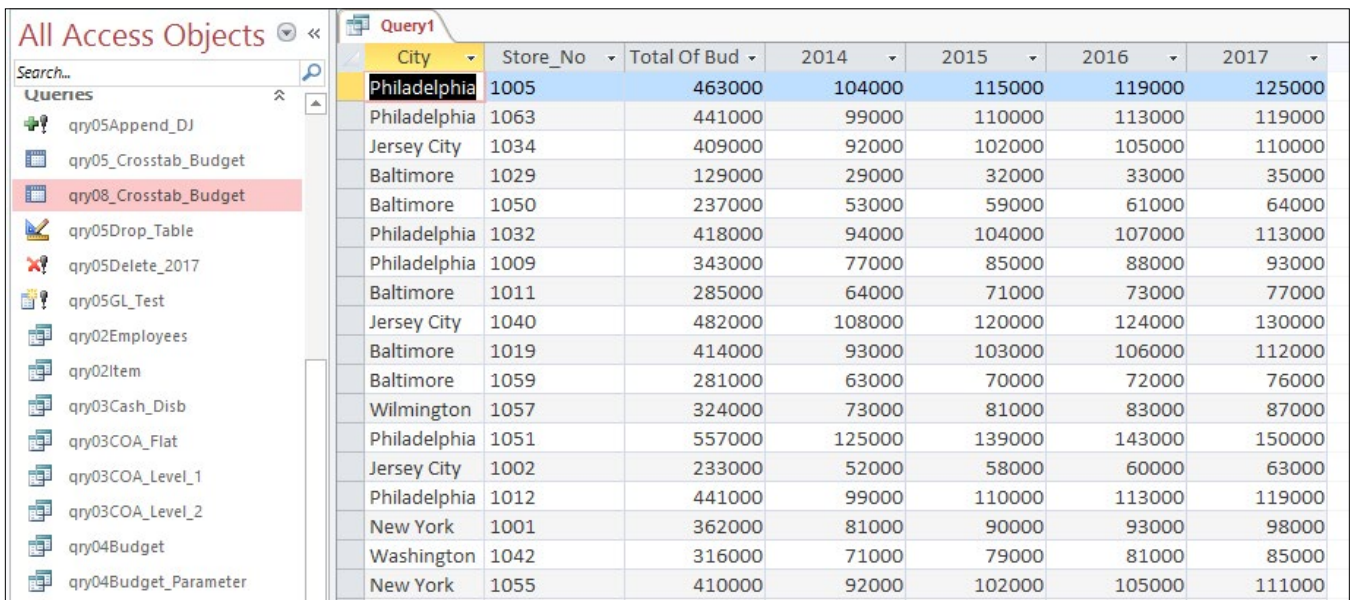 All Access Objects «
Search...
Queries
qry05Append_DJ
qry05_Crosstab_Budget
qry08_Crosstab_Budget
qry05Drop_Table
qry05Delete_2017
qry05GL_Test
qry02Employees
qry02Item
qry03Cash_Disb
qry03COA_Flat
qry03COA_Level_1
qry03COA_Level_2
qry04Budget
qry04Budget_Parameter
Query1
City Store_No Total Of Bud 2014 2015 2016 2017
Philadelphia 1005 463000 104000 115000 119000 125000
Philadelphia 1063 441000 99000 110000 113000 119000
Jersey City 1034 409000 92000 102000 105000 110000
Baltimore 1029 129000 29000 32000 33000 35000
Baltimore 1050 237000 53000 59000 61000 64000
Philadelphia 1032 418000 94000 104000 107000 113000
Philadelphia 1009 343000 77000 85000 88000 93000
Baltimore 1011 285000 64000 71000 73000 77000
Jersey City 1040 482000 108000 120000 124000 130000
Baltimore 1019 414000 93000 103000 106000 112000
Baltimore 1059 281000 63000 70000 72000 76000
Wilmington 1057 324000 73000 81000 83000 87000
Philadelphia 1051 557000 125000 139000 143000 150000
Jersey City 1002 233000 52000 58000 60000 63000
Philadelphia 1012 441000 99000 110000 113000 119000
New York 1001 362000 81000 90000 93000 98000
Washington 1042 316000 71000 79000 81000 85000
New York 1055 410000 92000 102000 105000 111000